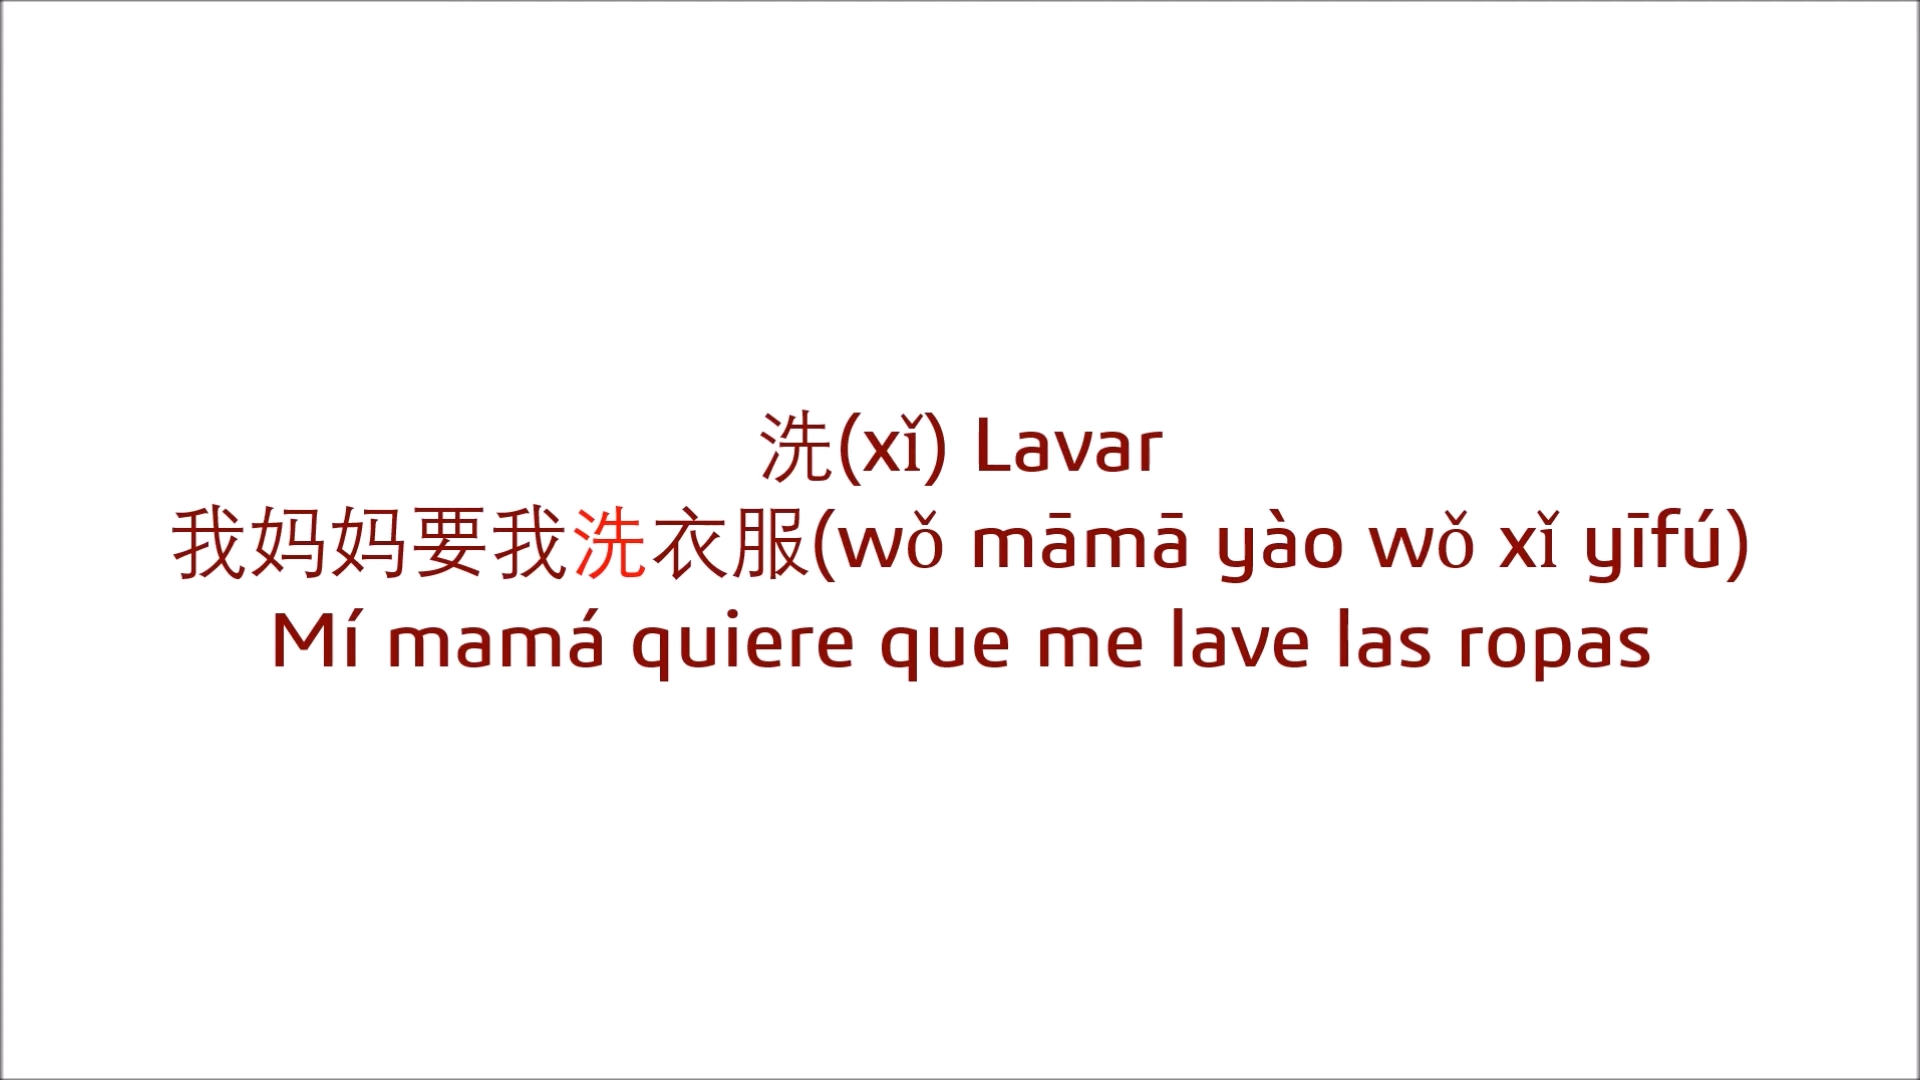 洗(xǐ) Lavar
我妈妈要我洗衣服(wǒ māmā yào wǒ xǐ yīfú)
Mí mamá quiere que me lave las ropas